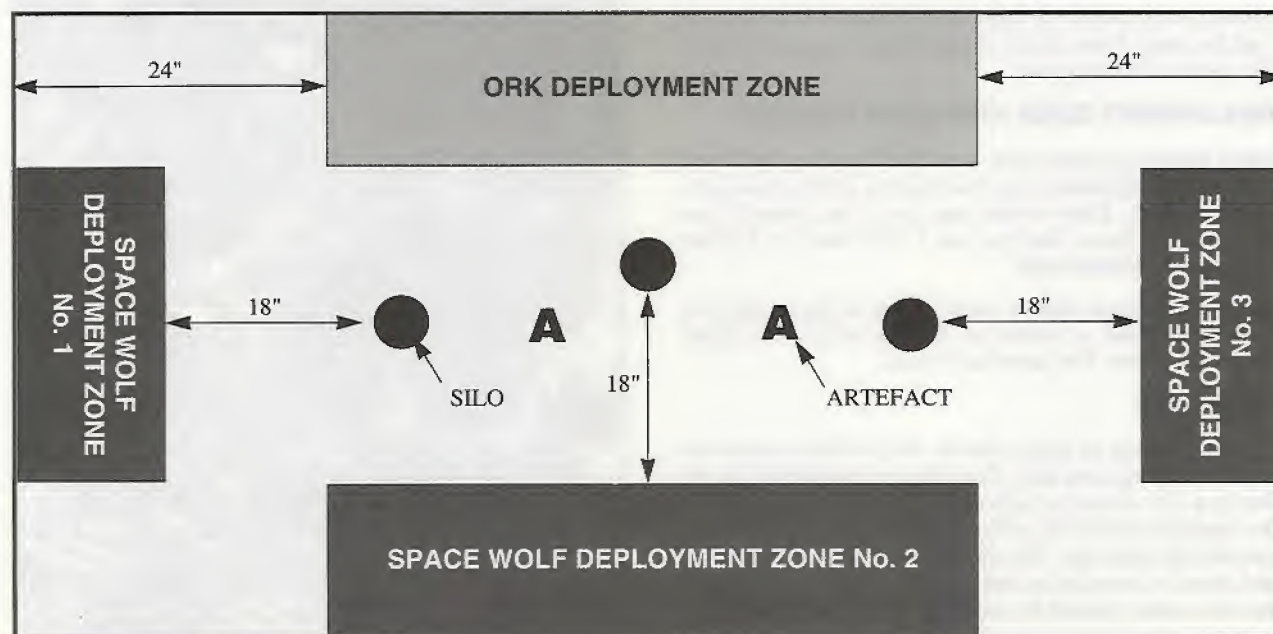 24"
ORK DEPLOYMENT ZONE
24"
SPACE WOLF
DEPLOYMENT ZONE
No. 1
18"
A
18"
A
18"
SPACE WOLF
DEPLOYMENT ZONE
No. 3
SILO
ARTEFACT
SPACE WOLF DEPLOYMENT ZONE No. 2